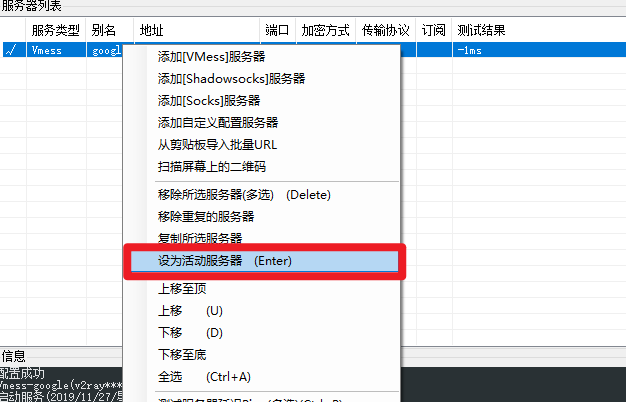 服务器列表
服务类型 别名 地址 端口 加密方式 传输协议 订阅 测试结果
✓ Vmess googl -1ms
添加[VMess]服务器
添加[Shadowsocks]服务器
添加[Socks]服务器
添加自定义配置服务器
从剪贴板导入批量URL
扫描屏幕上的二维码
移除所选服务器(多选) (Delete)
移除重复的服务器
复制所选服务器
设为活动服务器 (Enter)
上移至顶
上移 (U)
下移 (D)
下移至底
全选 (Ctrl+A)
信息
配置成功
Vmess-google(v2ray****
启动服务(2019/11/27/